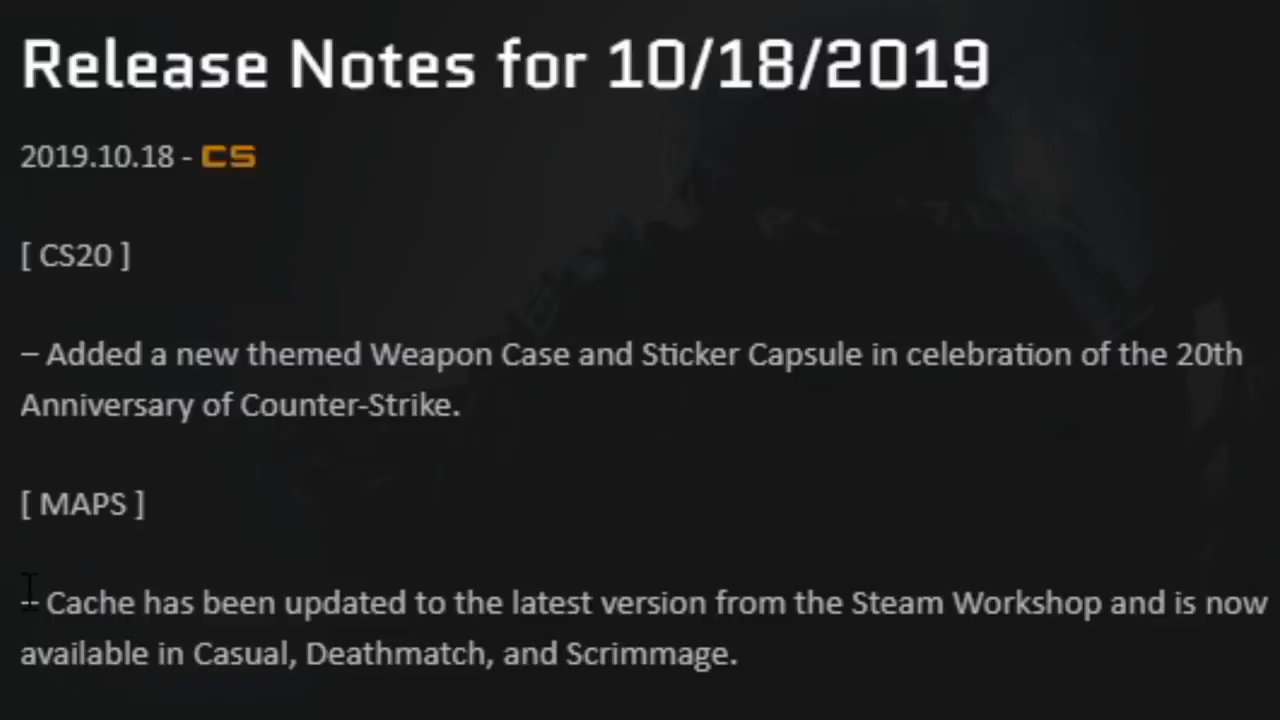 Release Notes for 10/18/2019
2019.10.18 - CS
[ CS20 ]
– Added a new themed Weapon Case and Sticker Capsule in celebration of the 20th
Anniversary of Counter-Strike.
[ MAPS ]
– Cache has been updated to the latest version from the Steam Workshop and is now
available in Casual, Deathmatch, and Scrimmage.